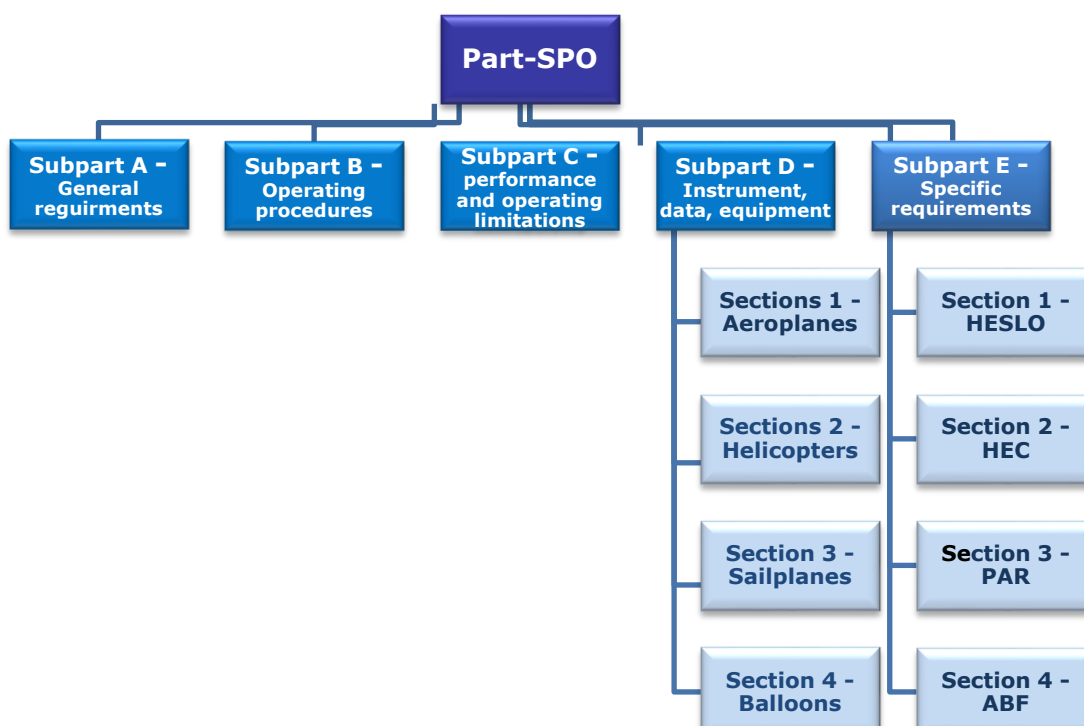 Part-SPO
Subpart A –
General
reguirments
Subpart B –
Operating
procedures
Subpart C –
performance
and operating
limitations
Subpart D –
Instrument,
data, equipment
Subpart E –
Specific
requirements
Sections 1 -
Aeroplanes
Sections 2 -
Helicopters
Section 3 -
Sailplanes
Section 4 -
Balloons
Section 1 -
HESLO
Section 2 -
HEC
Section 3 -
PAR
Section 4 -
ABF